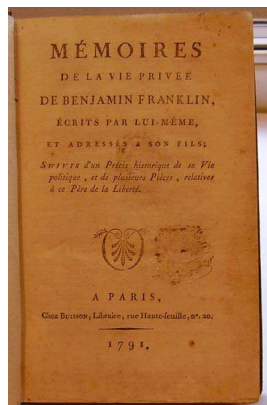 MÉMOIRES
DE LA VIE PRIVÉE
DE BENJAMIN FRANKLIN,
ÉCRITS PAR LUI-MÊME,
ET ADRESSÉS A SON FILS;
SUIVIS d'un Précis historique de sa Vie
politique, et de plusieurs Pièces, relatives
à ce Père de la Liberté.
A PARIS,
Chez BUISSON, Libraire, rue Haute-feuille, nº. 20.
1791.